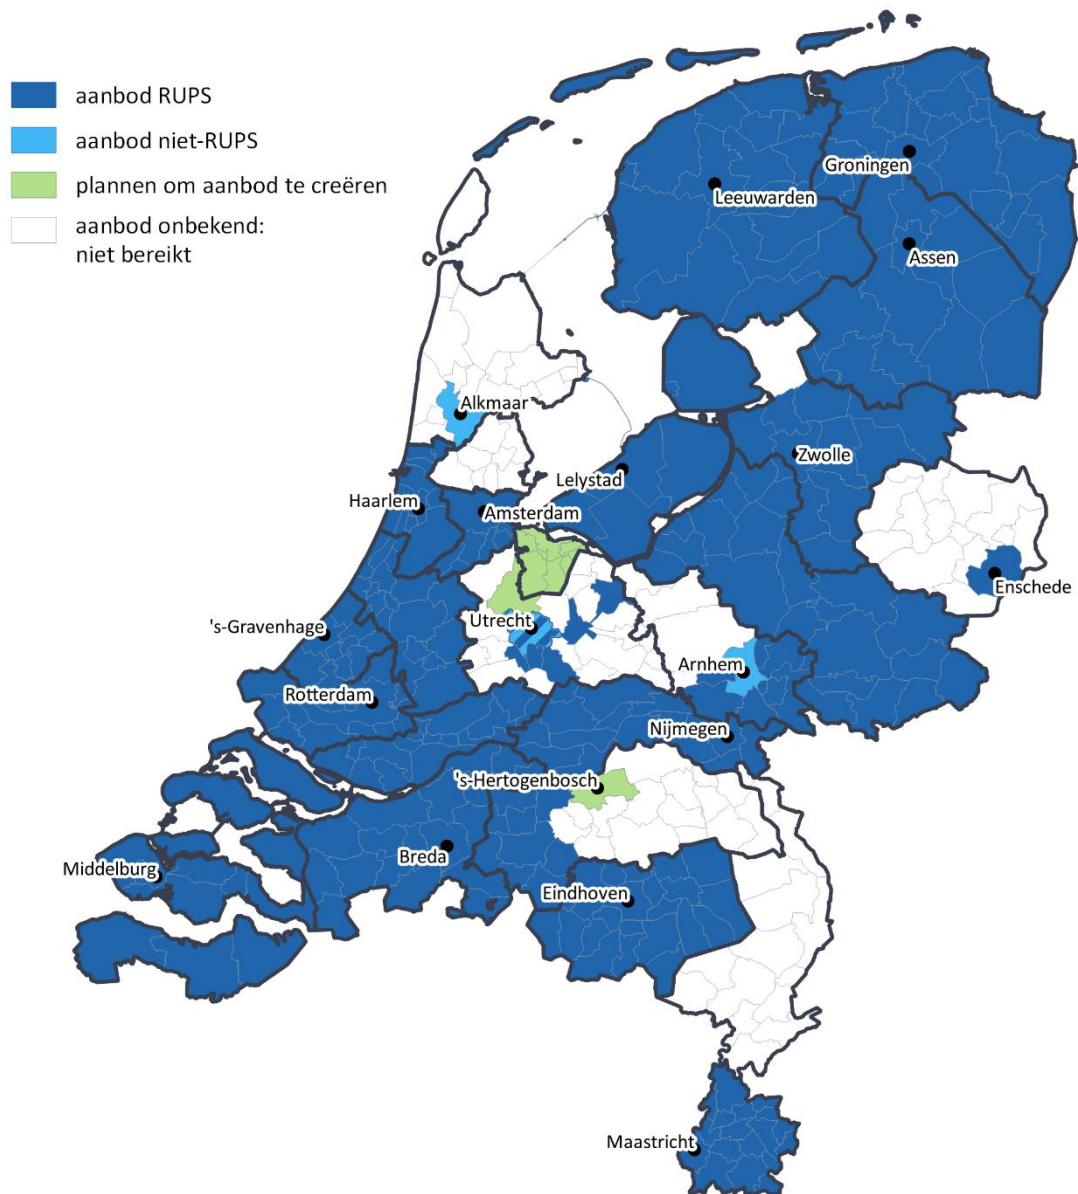 aanbod RUPS
aanbod niet-RUPS
plannen om aanbod te creëren
aanbod onbekend:
niet bereikt
Groningen
Leeuwarden
Assen
Alkmaar
Zwolle
Lelystad
Haarlem
Amsterdam
Enschede
Utrecht
's-Gravenhage
Arnhem
Rotterdam
Nijmegen
's-Hertogenbosch
Breda
Middelburg
Eindhoven
Maastricht